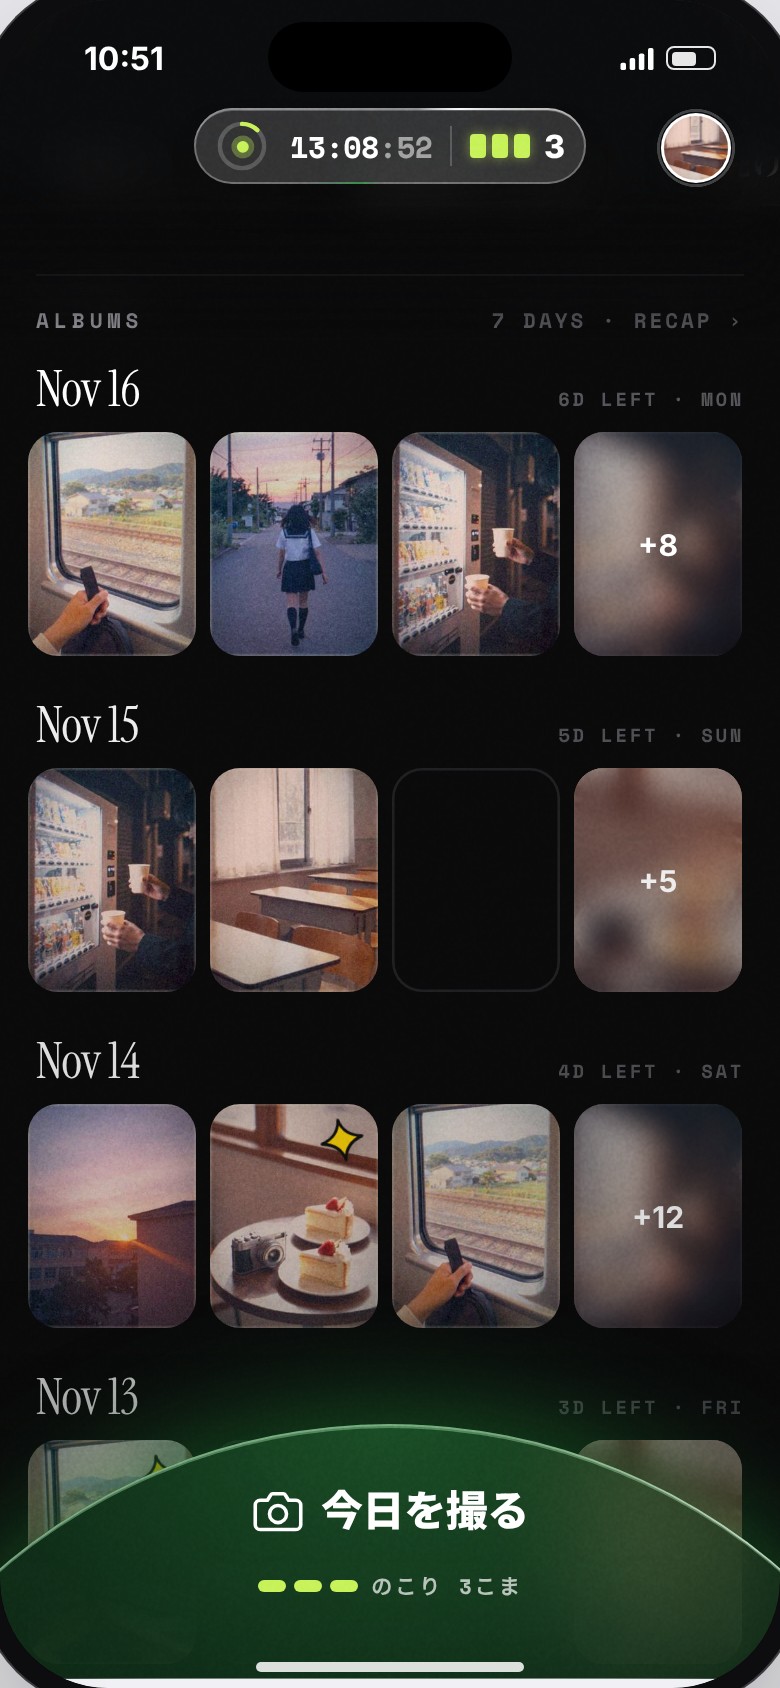 10:51
13:08:52 3
ALBUMS 7 DAYS · RECAP ›
Nov 16 6D LEFT · MON
+8
Nov 15 5D LEFT · SUN
+5
Nov 14 4D LEFT · SAT
+12
Nov 13 3D LEFT · FRI
今日を撮る
のこり 3こま